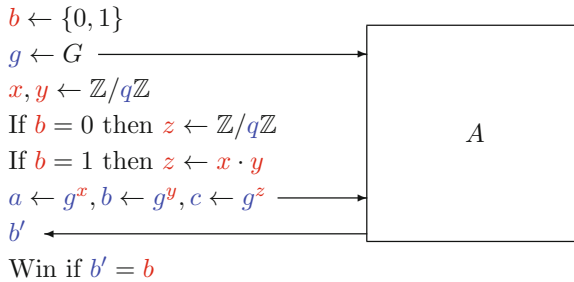 b ← {0, 1}
g ← G
x, y ← ℤ/qℤ
If b = 0 then z ← ℤ/qℤ
A
If b = 1 then z ← x · y
a ← g^x, b ← g^y, c ← g^z
b′
Win if b′ = b